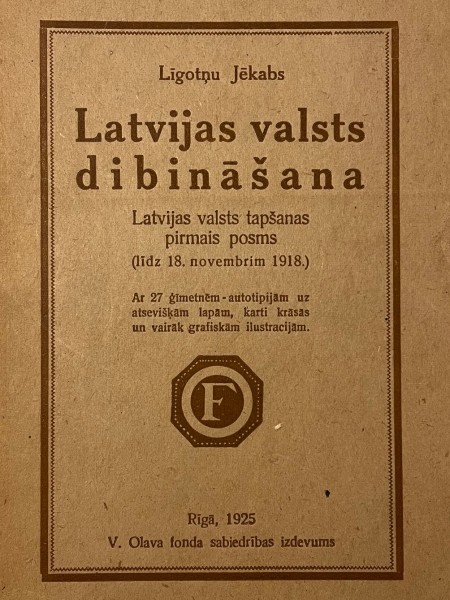 Līgotņu Jēkabs
Latvijas valsts
dibināšana
Latvijas valsts tapšanas
pirmais posms
(līdz 18. novembrim 1918.)
Ar 27 ģīmetnēm-autotipijām uz
atsevišķām lapām, karti krāsās
un vairāk grafiskām ilustracijām.
F
Rīgā, 1925
V. Olava fonda sabiedrības izdevums